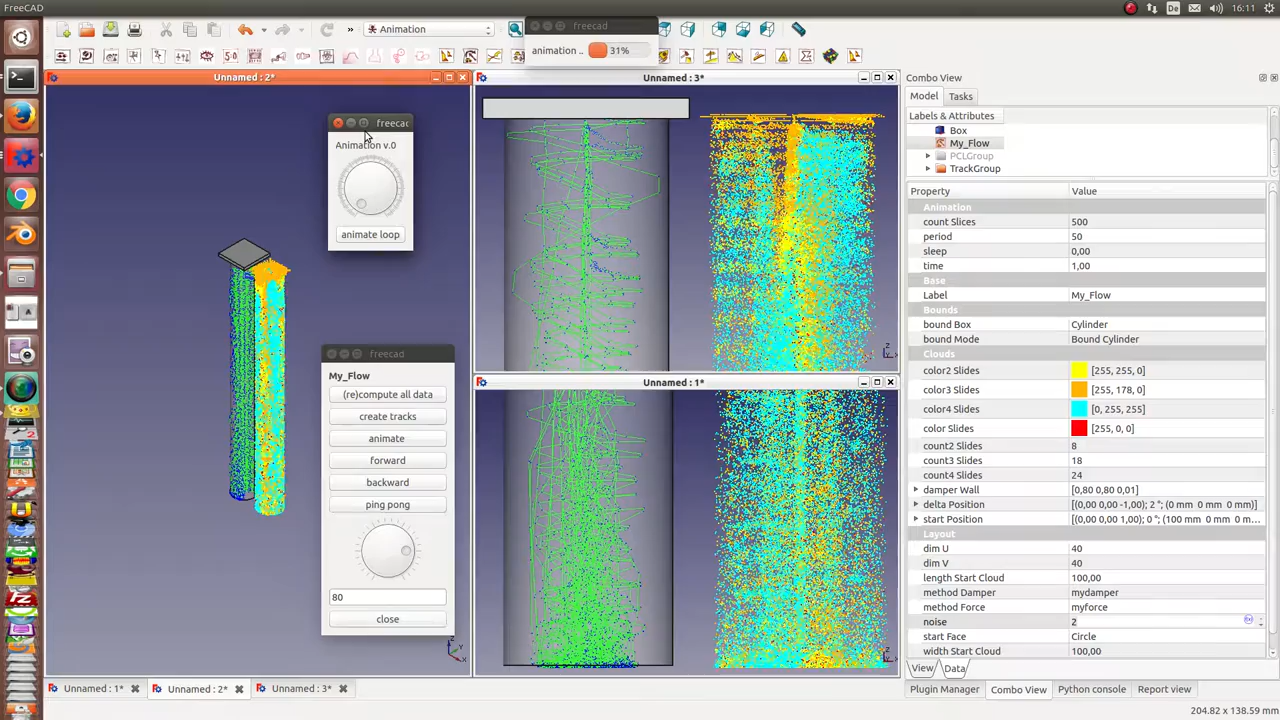 FreeCAD
De
16:11
Animation
freecad
animation ..
31%
Unnamed : 2*
Unnamed : 3*
Combo View
Model
Tasks
Labels & Attributes
Box
My_Flow
PCLGroup
TrackGroup
Property
Value
Animation
count Slices
500
period
50
sleep
0,00
time
1,00
Base
Label
My_Flow
Bounds
bound Box
Cylinder
bound Mode
Bound Cylinder
Clouds
color2 Slides
[255, 255, 0]
color3 Slides
[255, 178, 0]
color4 Slides
[0, 255, 255]
color Slides
[255, 0, 0]
count2 Slides
8
count3 Slides
18
count4 Slides
24
damper Wall
[0,80 0,80 0,01]
delta Position
[(0,00 0,00 -1,00); 2 °; (0 mm 0 mm 0 mm)]
start Position
[(0,00 0,00 1,00); 0 °; (100 mm 0 mm 0 m...
Layout
dim U
40
dim V
40
length Start Cloud
100,00
method Damper
mydamper
method Force
myforce
noise
2
start Face
Circle
width Start Cloud
100,00
View
Data
freecad
Animation v.0
animate loop
freecad
My_Flow
(re)compute all data
create tracks
animate
forward
backward
ping pong
80
close
Unnamed : 1*
Unnamed : 1*
Unnamed : 2*
Unnamed : 3*
Plugin Manager
Combo View
Python console
Report view
204.82 x 138.59 mm